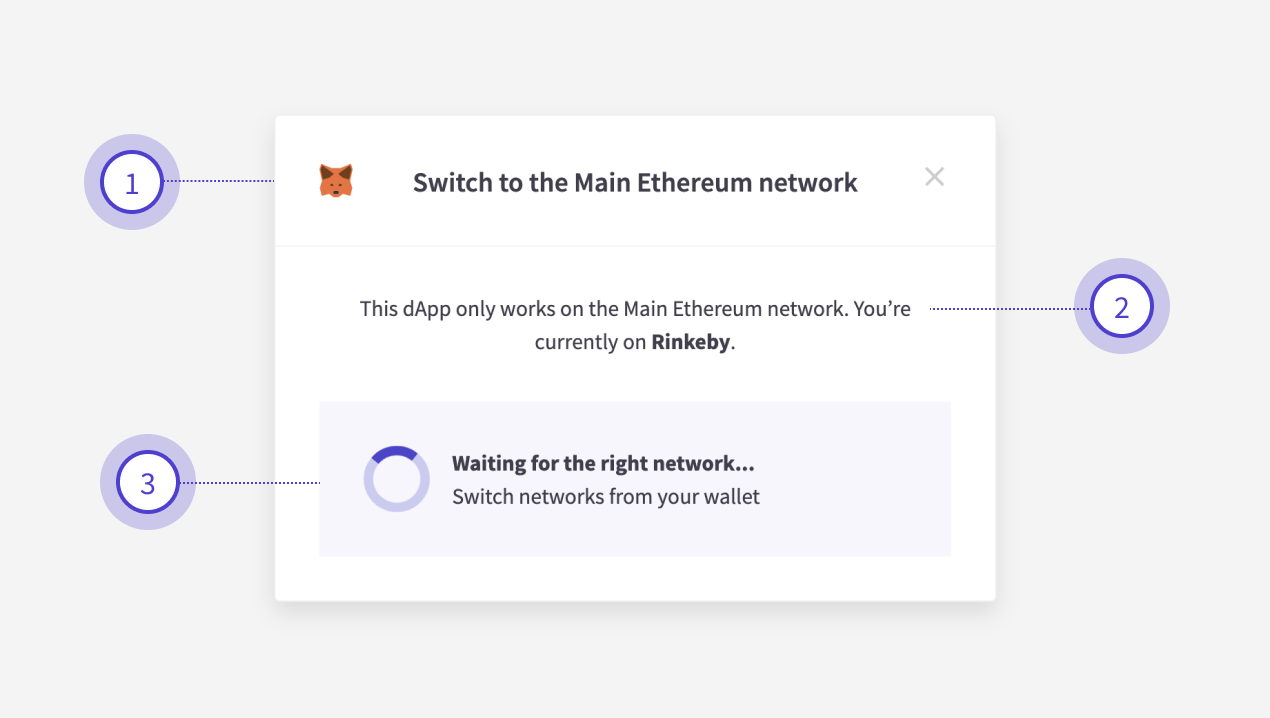 1
Switch to the Main Ethereum network
This dApp only works on the Main Ethereum network. You’re
currently on Rinkeby.
2
3
Waiting for the right network...
Switch networks from your wallet